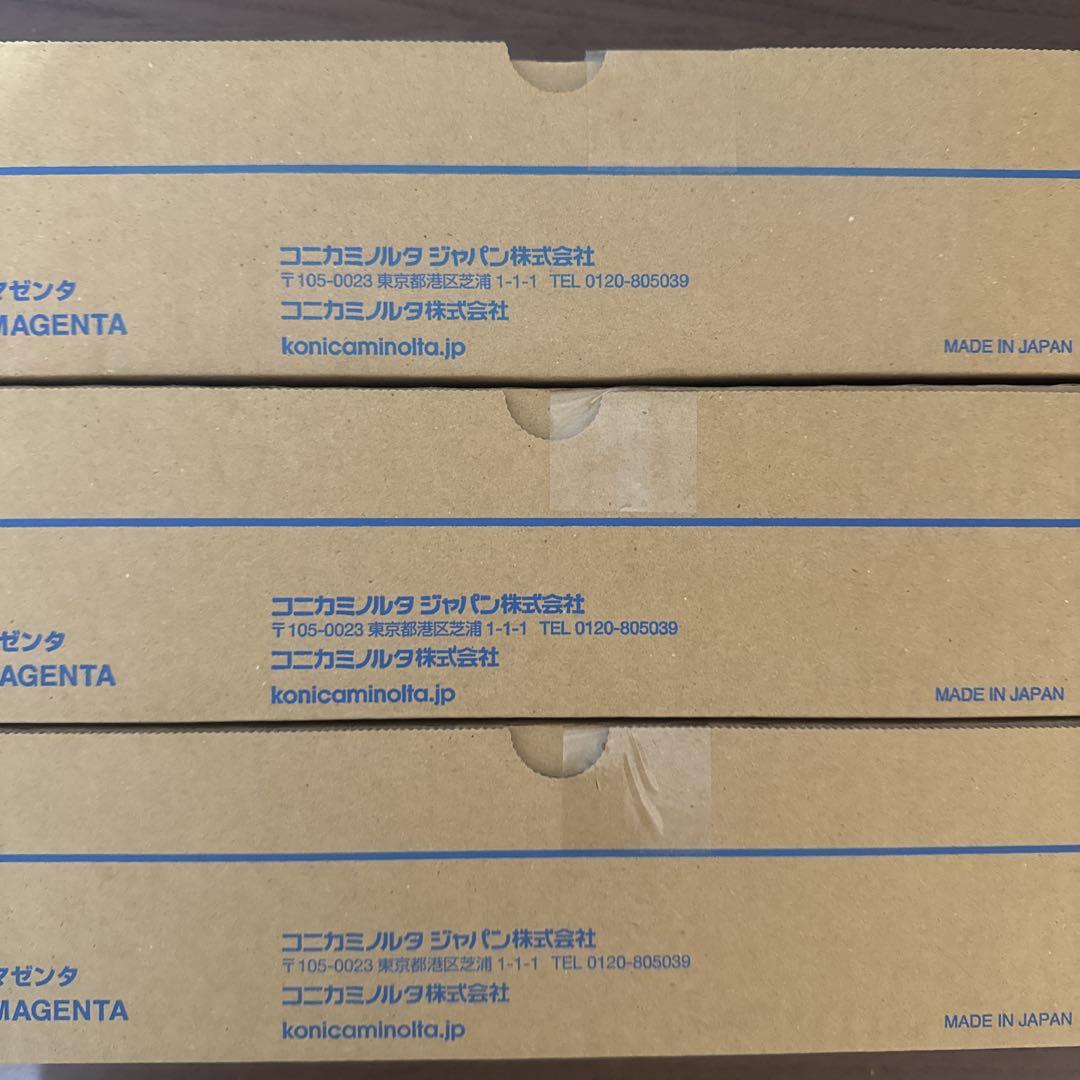 マゼンタ
MAGENTA
コニカミノルタ ジャパン株式会社
〒105-0023 東京都港区芝浦 1-1-1 TEL 0120-805039
コニカミノルタ株式会社
konicaminolta.jp
MADE IN JAPAN
ゼンタ
AGENTA
コニカミノルタ ジャパン株式会社
〒105-0023 東京都港区芝浦 1-1-1 TEL 0120-805039
コニカミノルタ株式会社
konicaminolta.jp
MADE IN JAPAN
マゼンタ
MAGENTA
コニカミノルタ ジャパン株式会社
〒105-0023 東京都港区芝浦 1-1-1 TEL 0120-805039
コニカミノルタ株式会社
konicaminolta.jp
MADE IN JAPAN